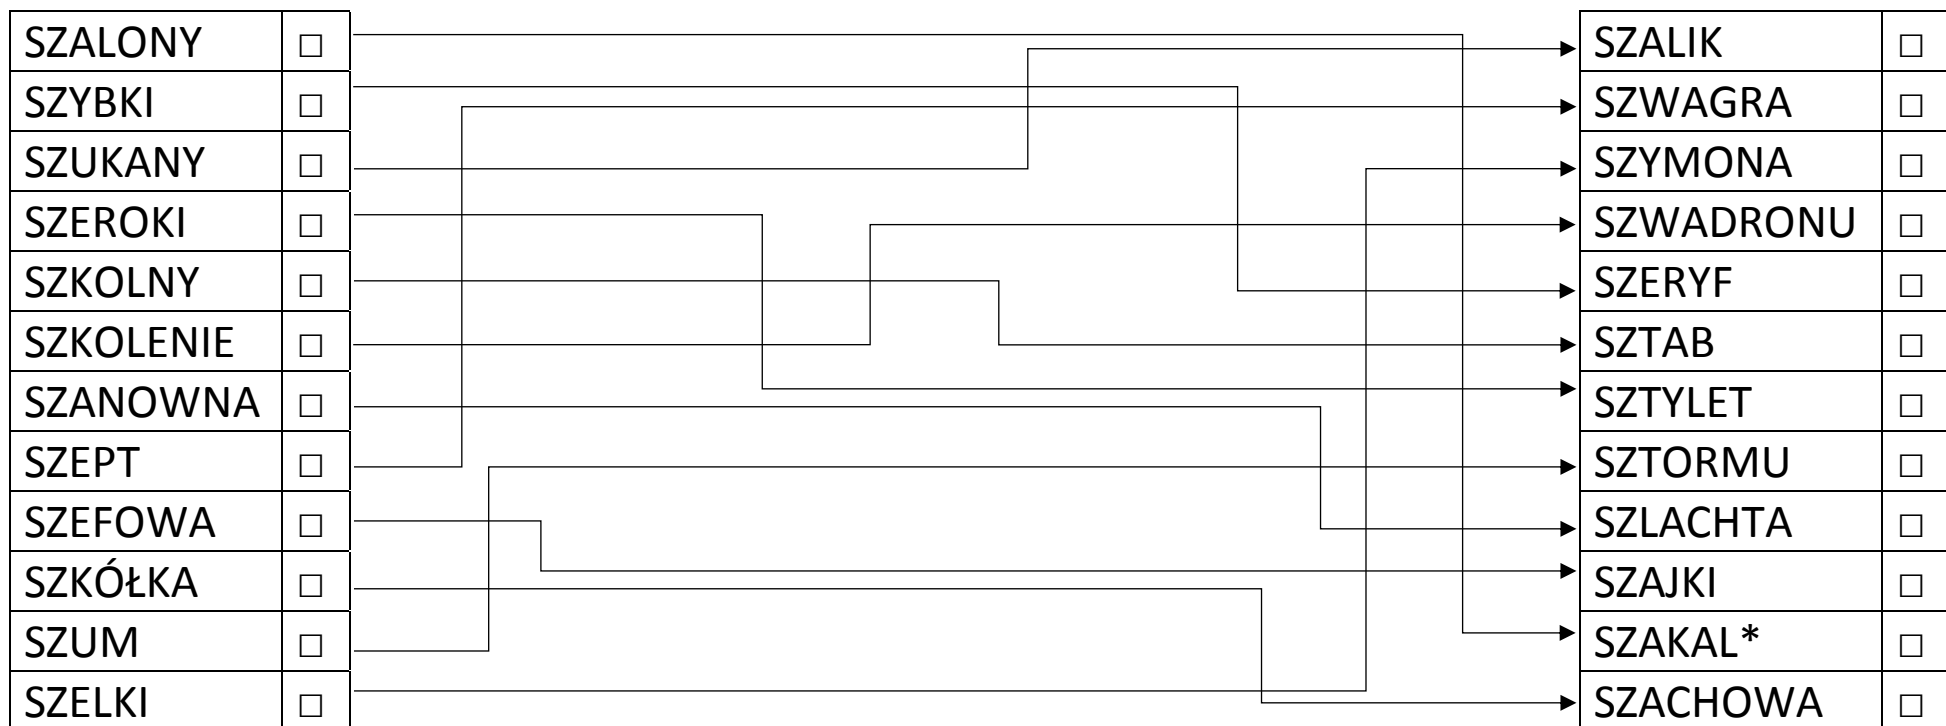 SZALONY □ SZALIK □
SZYBKI □ SZWAGRA □
SZUKANY □ SZYMONA □
SZEROKI □ SZWADRONU □
SZKOLNY □ SZERYF □
SZKOLENIE □ SZTAB □
SZANOWNA □ SZTYLET □
SZEPT □ SZTORMU □
SZEFOWA □ SZLACHTA □
SZKÓŁKA □ SZAJKI □
SZUM □ SZAKAL* □
SZELKI □ SZACHOWA □